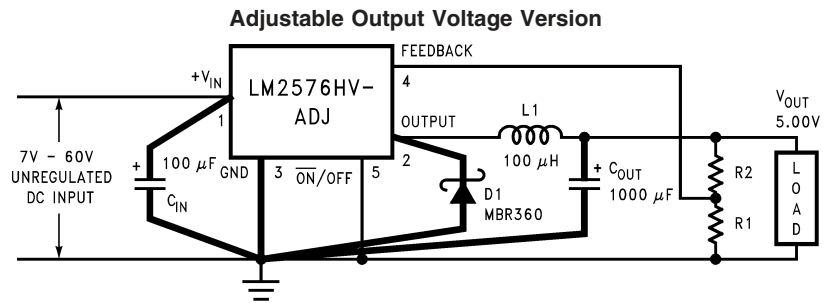 Adjustable Output Voltage Version
FEEDBACK
+VIN
LM2576HV-
ADJ
4
1
OUTPUT
L1
VOUT
5.00V
7V - 60V
UNREGULATED
DC INPUT
+
100 μF
CIN
GND
3
ON/OFF
5
2
100 μH
D1
MBR360
+
COUT
1000 μF
R2
R1
LOAD